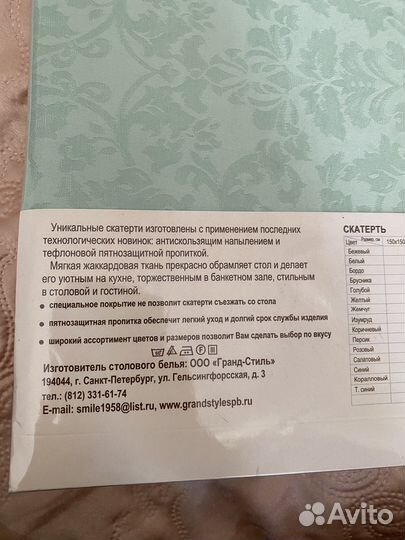 Уникальные скатерти изготовлены с применением последних
технологических новинок: антискользящим напылением и
тефлоновой пятнозащитной пропиткой.
Мягкая жаккардовая ткань прекрасно обрамляет стол и делает
его уютным на кухне, торжественным в банкетном зале, стильным
в столовой и гостиной.
• специальное покрытие не позволит скатерти съезжать со стола
• пятнозащитная пропитка обеспечит легкий уход и долгий срок службы изделия
• широкий ассортимент цветов и размеров позволит Вам сделать выбор по вкусу
Изготовитель столового белья: ООО «Гранд-Стиль»
194044, г. Санкт-Петербург, ул. Гельсингфорсская, д. 3
тел.: (812) 331-61-74
E-mail: smile1958@list.ru, www.grandstylespb.ru
СКАТЕРТЬ
Цвет Размер, см 150х150
Бежевый
Белый
Бордо
Брусника
Голубой
Желтый
Жемчуг
Изумруд
Коричневый
Персик
Розовый
Салатовый
Синий
Коралловый
Т. синий
Avito